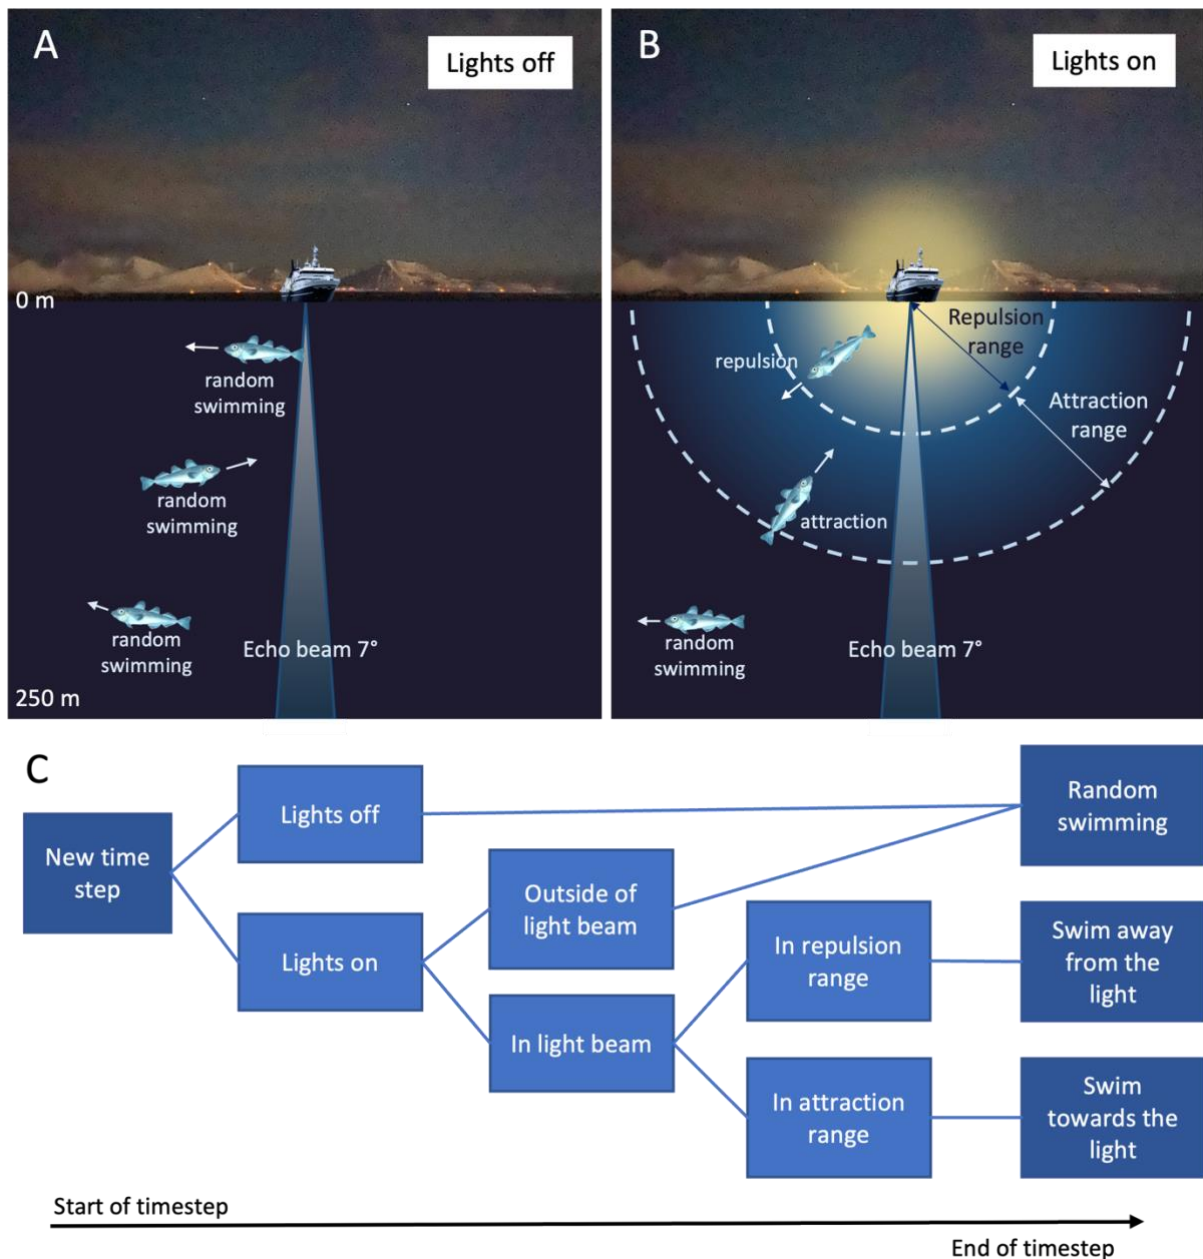 A
Lights off
0 m
random
swimming
random
swimming
random
swimming
Echo beam 7°
250 m
B
Lights on
Repulsion
range
repulsion
Attraction
range
attraction
random
swimming
Echo beam 7°
C
New time
step
Lights off
Lights on
Outside of
light beam
In light beam
In repulsion
range
In attraction
range
Random
swimming
Swim away
from the
light
Swim
towards the
light
Start of timestep
End of timestep